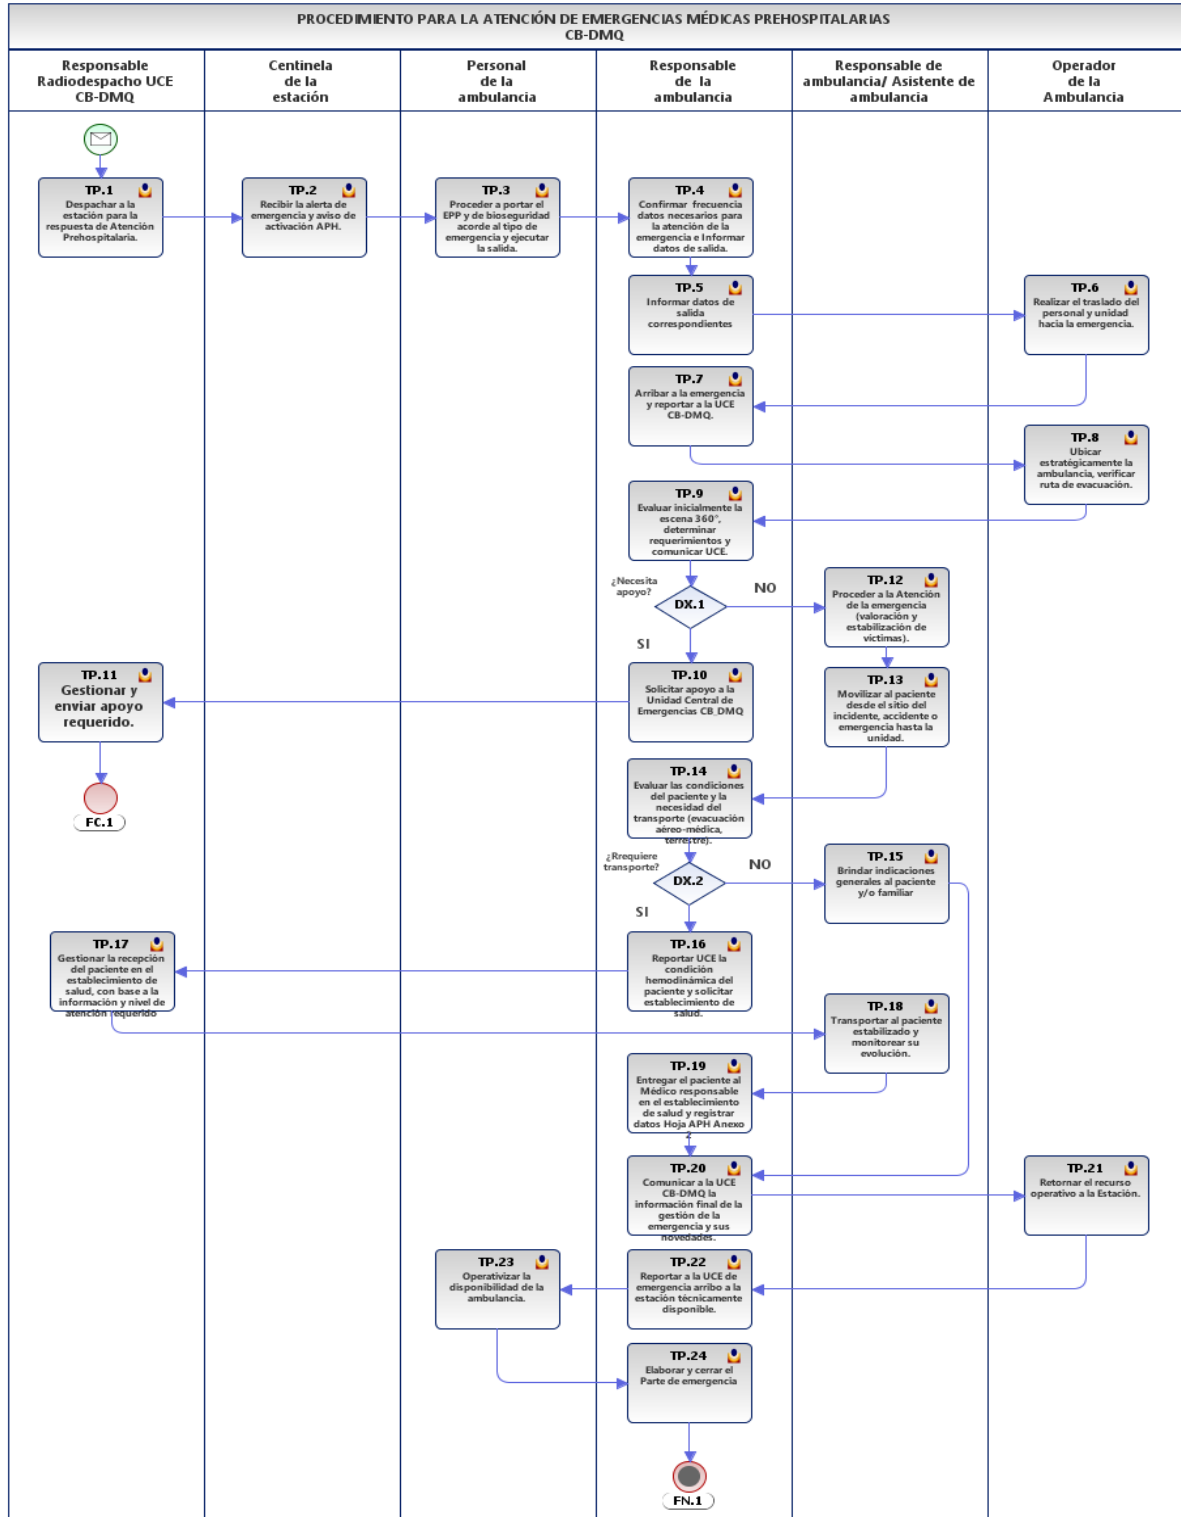 PROCEDIMIENTO PARA LA ATENCIÓN DE EMERGENCIAS MÉDICAS PREHOSPITALARIAS
CB-DMQ
Responsable
Radiodespacho UCE
CB-DMQ
Centinela
de la
estación
Personal
de la
ambulancia
Responsable
de la
ambulancia
Responsable de
ambulancia/ Asistente de
ambulancia
Operador
de la
Ambulancia
TP.1
Despachar a la
estación para la
respuesta de Atención
Prehospitalaria.
TP.2
Recibir la alerta de
emergencia y aviso de
activación APH.
TP.3
Proceder a portar el
EPP y de bioseguridad
acorde al tipo de
emergencia y ejecutar
la salida.
TP.4
Confirmar frecuencia
datos necesarios para
la atención de la
emergencia e Informar
datos de salida.
TP.5
Informar datos de
salida
correspondientes
TP.6
Realizar el traslado del
personal y unidad
hacia la emergencia.
TP.7
Arribar a la emergencia
y reportar a la UCE
CB-DMQ.
TP.8
Ubicar
estratégicamente la
ambulancia, verificar
ruta de evacuación.
TP.9
Evaluar inicialmente la
escena 360°,
determinar
requerimientos y
comunicar UCE.
¿Necesita
apoyo?
DX.1
NO
SI
TP.12
Proceder a la Atención
de la emergencia
(valoración y
estabilización de
víctimas).
TP.11
Gestionar y
enviar apoyo
requerido.
TP.10
Solicitar apoyo a la
Unidad Central de
Emergencias CB_DMQ
TP.13
Movilizar al paciente
desde el sitio del
incidente, accidente o
emergencia hasta la
unidad.
FC.1
TP.14
Evaluar las condiciones
del paciente y la
necesidad del
transporte (evacuación
aéreo-médica,
terrestre).
¿Rrequiere
transporte?
DX.2
NO
SI
TP.15
Brindar indicaciones
generales al paciente
y/o familiar
TP.17
Gestionar la recepción
del paciente en el
establecimiento de
salud, con base a la
información y nivel de
atención requerido
TP.16
Reportar UCE la
condición
hemodinámica del
paciente y solicitar
establecimiento de
salud.
TP.18
Transportar al paciente
estabilizado y
monitorear su
evolución.
TP.19
Entregar el paciente al
Médico responsable
en el establecimiento
de salud y registrar
datos Hoja APH Anexo
2
TP.20
Comunicar a la UCE
CB-DMQ la
información final de la
gestión de la
emergencia y sus
novedades.
TP.21
Retornar el recurso
operativo a la Estación.
TP.23
Operativizar la
disponibilidad de la
ambulancia.
TP.22
Reportar a la UCE de
emergencia arribo a la
estación técnicamente
disponible.
TP.24
Elaborar y cerrar el
Parte de emergencia
FN.1